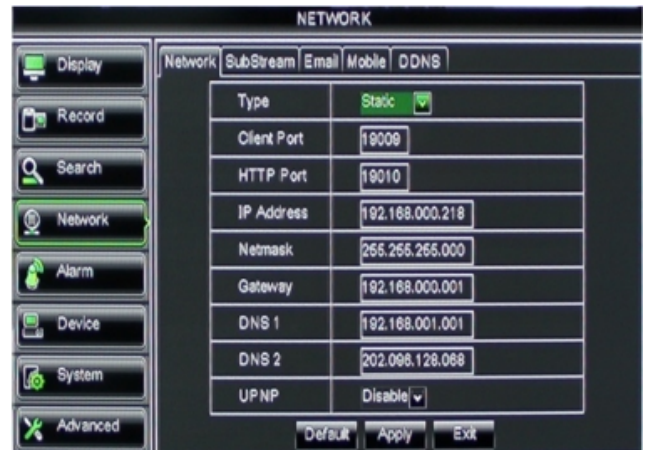 NETWORK
Display
Record
Search
Network
Alarm
Device
System
Advanced
Network SubStream Email Mobile DDNS
Type Static
Client Port 19009
HTTP Port 19010
IP Address 192.168.000.218
Netmask 255.255.255.000
Gateway 192.168.000.001
DNS 1 192.168.001.001
DNS 2 202.096.128.068
UPNP Disable
Default Apply Exit